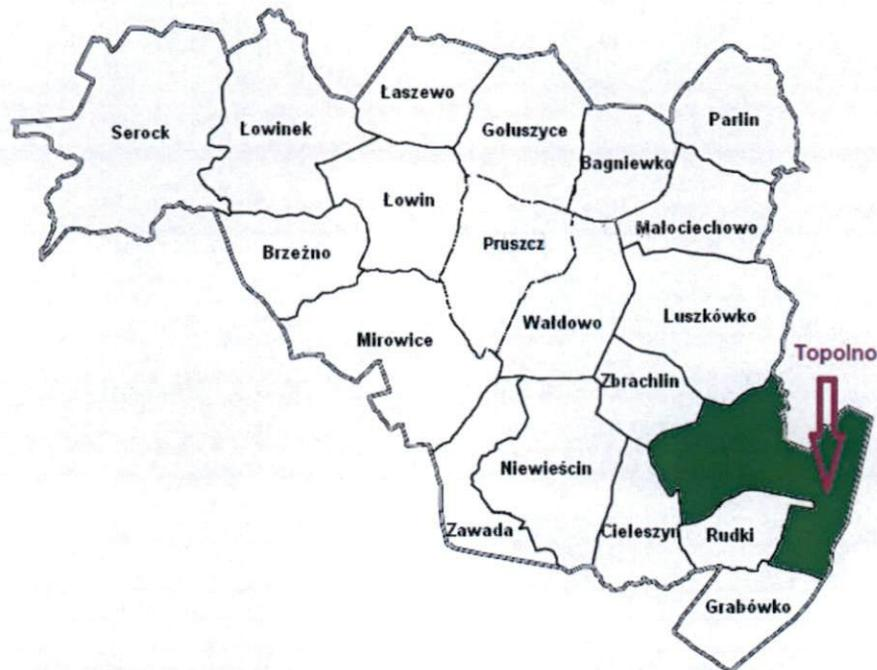 Łaszewo
Parlin
Serock
Łowinek
Gołuszyce
Bagniewko
Łowin
Małociechowo
Brzeźno
Pruszcz
Luszkówko
Wałdowo
Mirowice
Topolno
Zbrachlin
Niewieścin
Zawada
Cieleszyn
Rudki
Grabówko